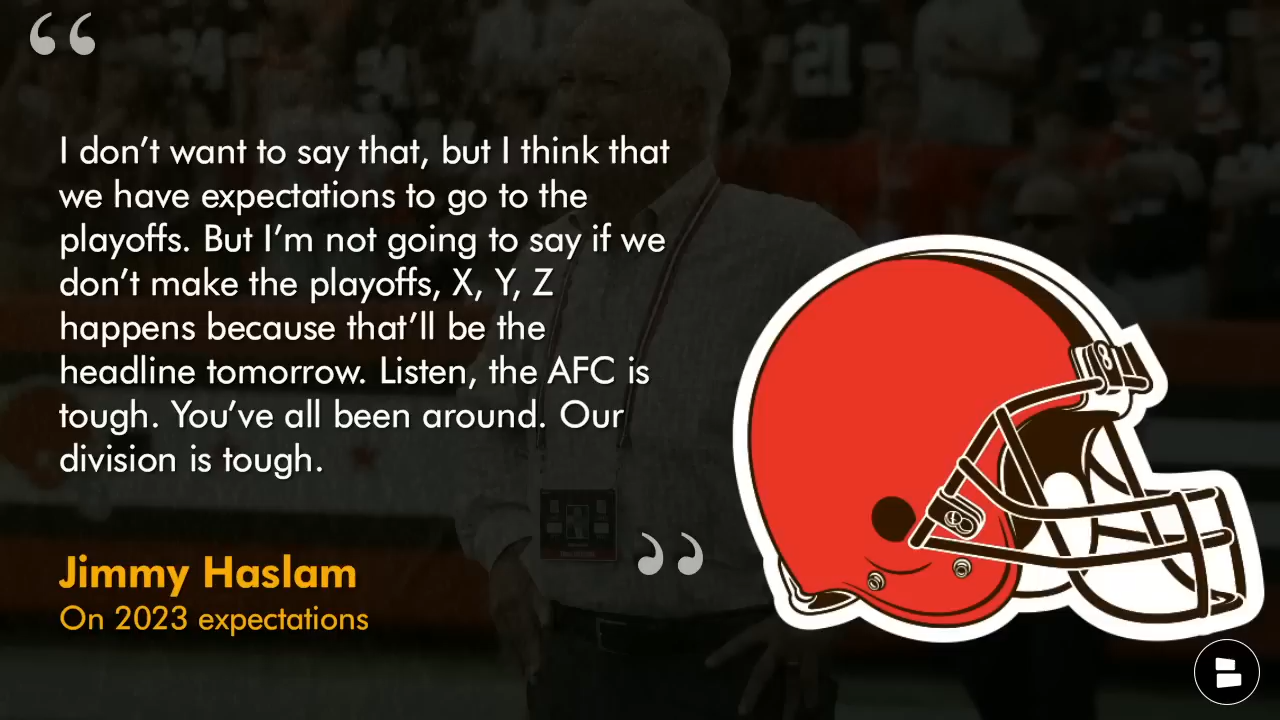 “
I don’t want to say that, but I think that
we have expectations to go to the
playoffs. But I’m not going to say if we
don’t make the playoffs, X, Y, Z
happens because that’ll be the
headline tomorrow. Listen, the AFC is
tough. You’ve all been around. Our
division is tough.
”
Jimmy Haslam
On 2023 expectations
21